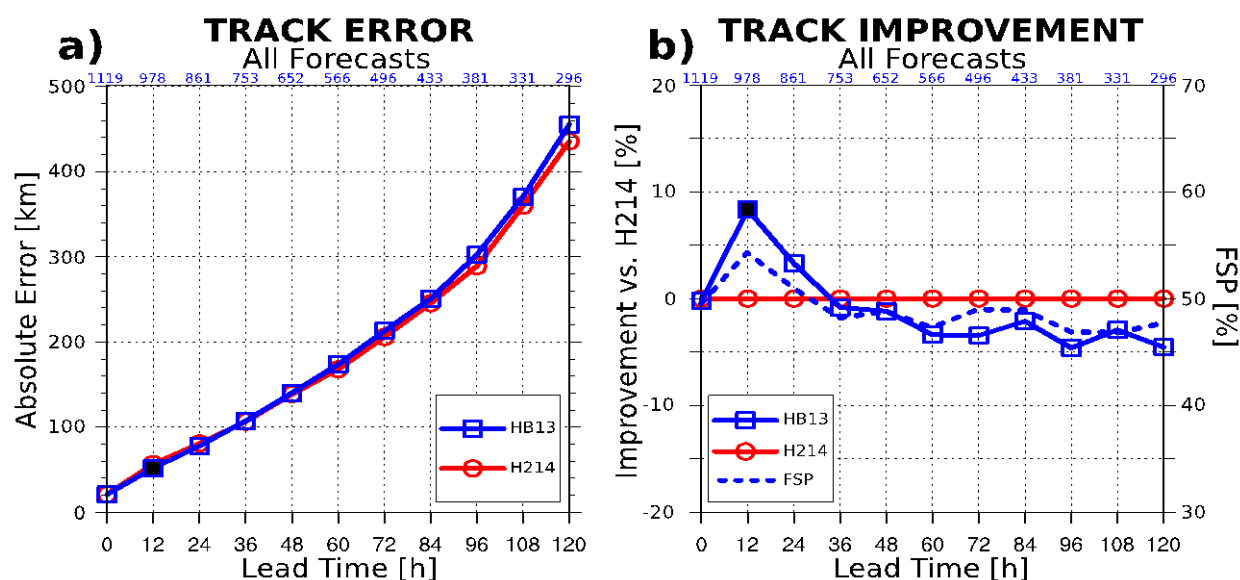 a) TRACK ERROR
All Forecasts
1119 978 861 753 652 566 496 433 381 331 296
500
400
300
200
100
0
Absolute Error [km]
HB13
H214
0 12 24 36 48 60 72 84 96 108 120
Lead Time [h]
b) TRACK IMPROVEMENT
All Forecasts
1119 978 861 753 652 566 496 433 381 331 296
20
10
0
-10
-20
Improvement vs. H214 [%]
70
60
50
40
30
FSP [%]
HB13
H214
FSP
0 12 24 36 48 60 72 84 96 108 120
Lead Time [h]